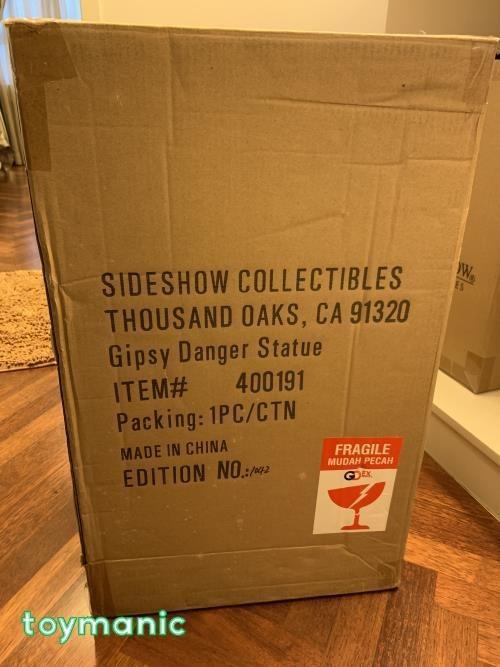 SIDESHOW COLLECTIBLES
THOUSAND OAKS, CA 91320
Gipsy Danger Statue
ITEM# 400191
Packing: 1PC/CTN
MADE IN CHINA
EDITION NO.:
FRAGILE
MUDAH PECAH
GDEX
toymanic